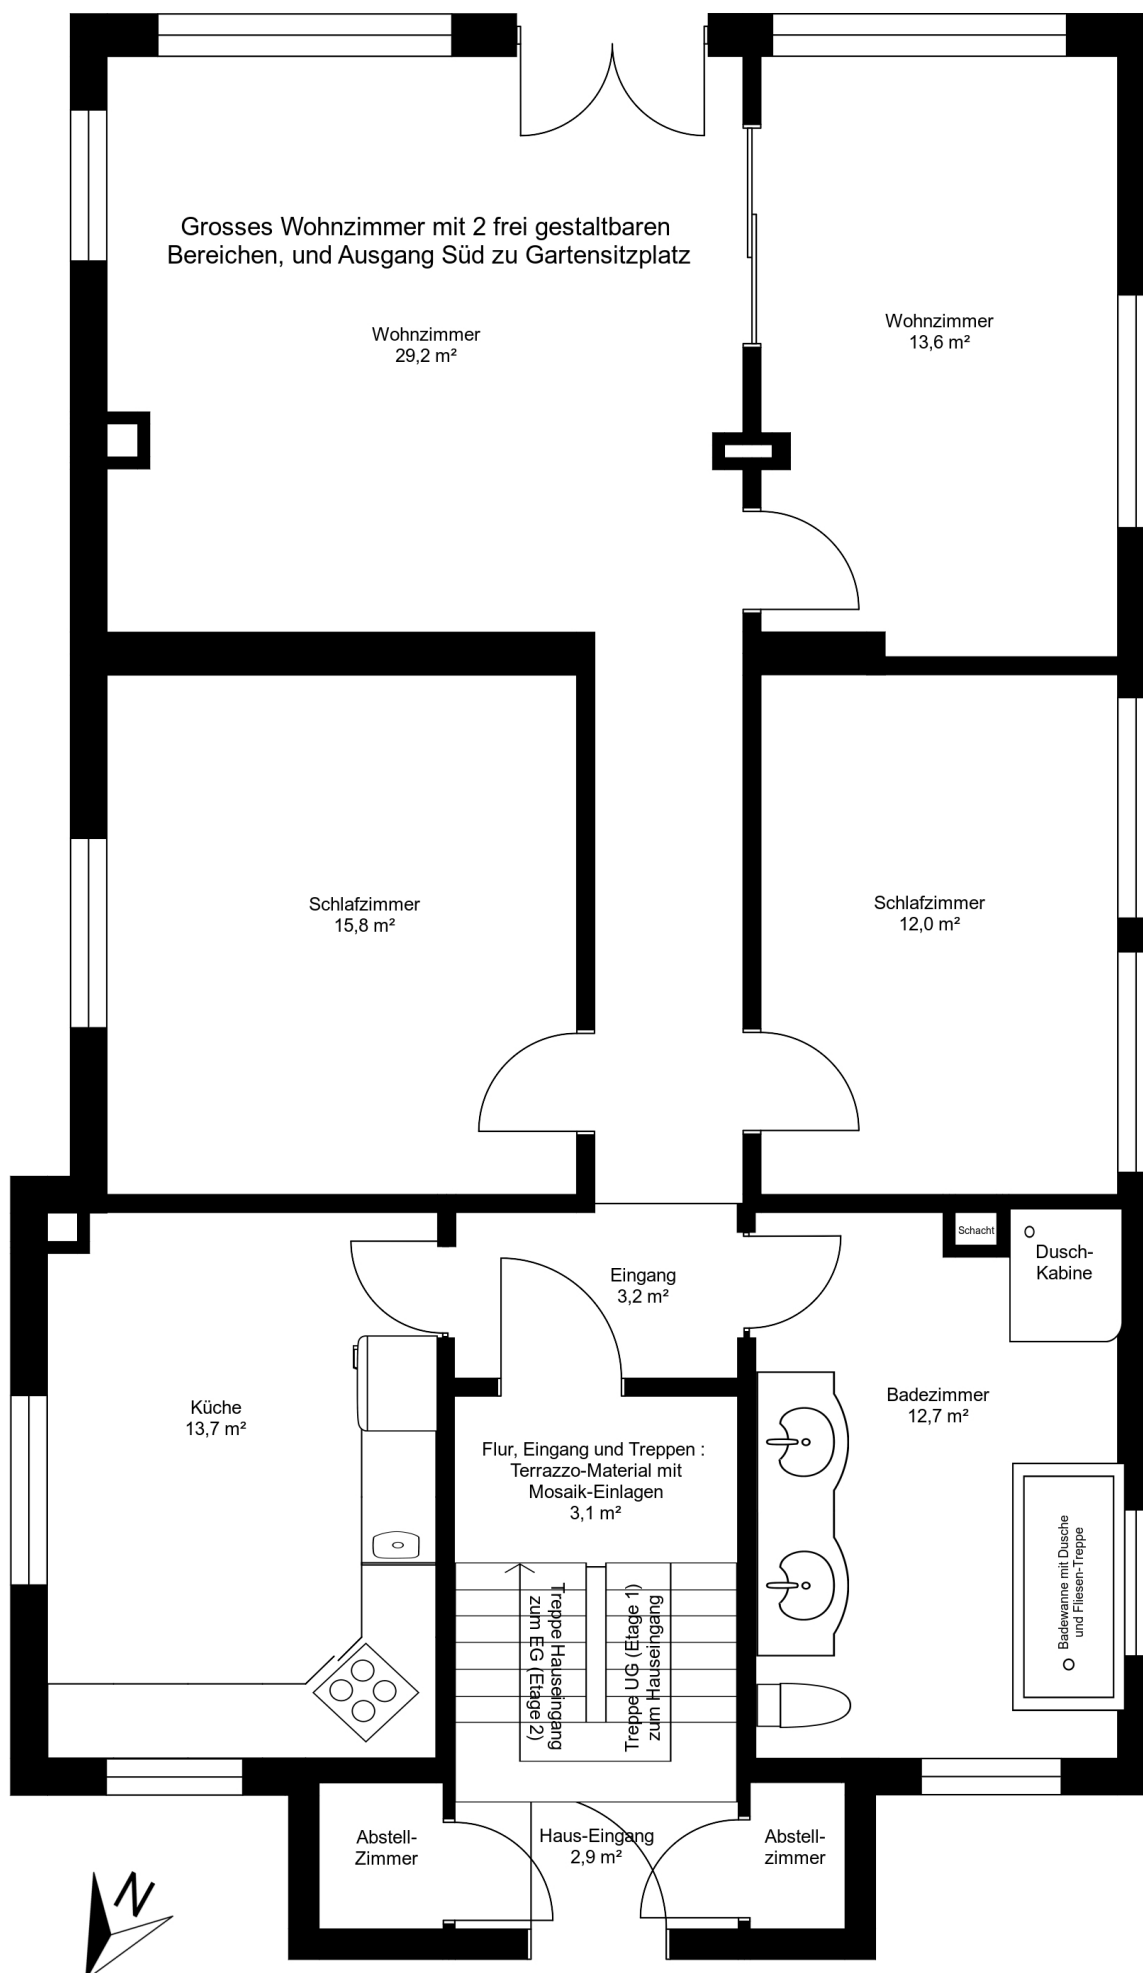 Grosses Wohnzimmer mit 2 frei gestaltbaren
Bereichen, und Ausgang Süd zu Gartensitzplatz
Wohnzimmer
29,2 m²
Wohnzimmer
13,6 m²
Schlafzimmer
15,8 m²
Schlafzimmer
12,0 m²
Schacht
Dusch-
Kabine
Eingang
3,2 m²
Küche
13,7 m²
Badezimmer
12,7 m²
Flur, Eingang und Treppen :
Terrazzo-Material mit
Mosaik-Einlagen
3,1 m²
Treppe Hauseingang
zum EG (Etage 2)
Treppe UG (Etage 1)
zum Hauseingang
Badewanne mit Dusche
und Fliesen-Treppe
Abstell-
Zimmer
Haus-Eingang
2,9 m²
Abstell-
zimmer
N